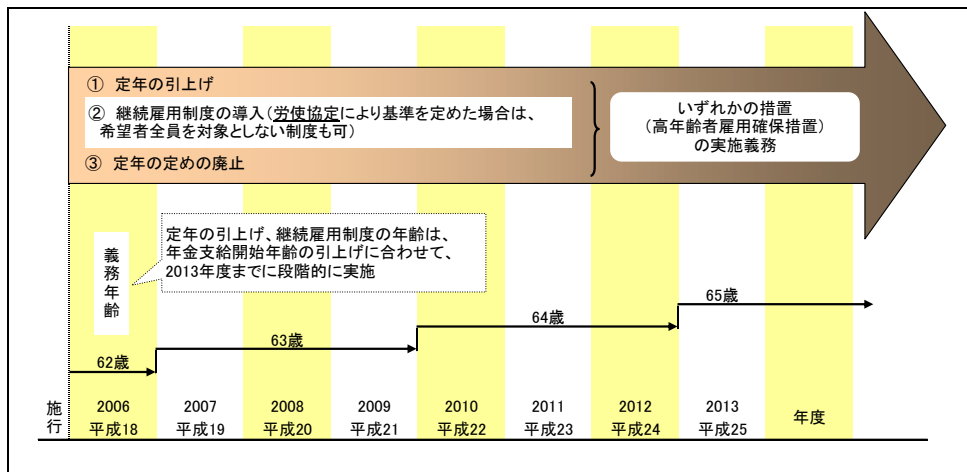 ① 定年の引上げ
② 継続雇用制度の導入(労使協定により基準を定めた場合は、
希望者全員を対象としない制度も可)
③ 定年の定めの廃止
いずれかの措置
(高年齢者雇用確保措置)
の実施義務
定年の引上げ、継続雇用制度の年齢は、
年金支給開始年齢の引上げに合わせて、
2013年度までに段階的に実施
義務年齢
62歳
63歳
64歳
65歳
施行
2006 2007 2008 2009 2010 2011 2012 2013 年度
平成18 平成19 平成20 平成21 平成22 平成23 平成24 平成25